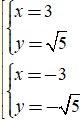 x = 3
y = √5
x = −3
y = −√5